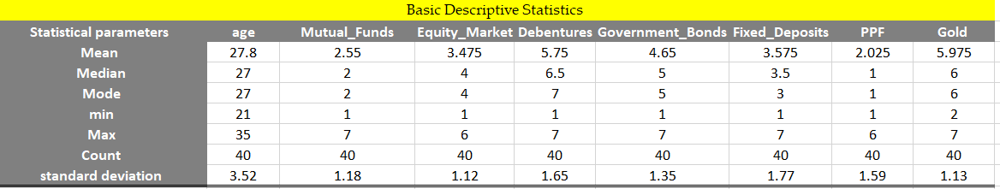 Basic Descriptive Statistics
Statistical parameters age Mutual_Funds Equity_Market Debentures Government_Bonds Fixed_Deposits PPF Gold
Mean 27.8 2.55 3.475 5.75 4.65 3.575 2.025 5.975
Median 27 2 4 6.5 5 3.5 1 6
Mode 27 2 4 7 5 3 1 6
min 21 1 1 1 1 1 1 2
Max 35 7 6 7 7 7 6 7
Count 40 40 40 40 40 40 40 40
standard deviation 3.52 1.18 1.12 1.65 1.35 1.77 1.59 1.13